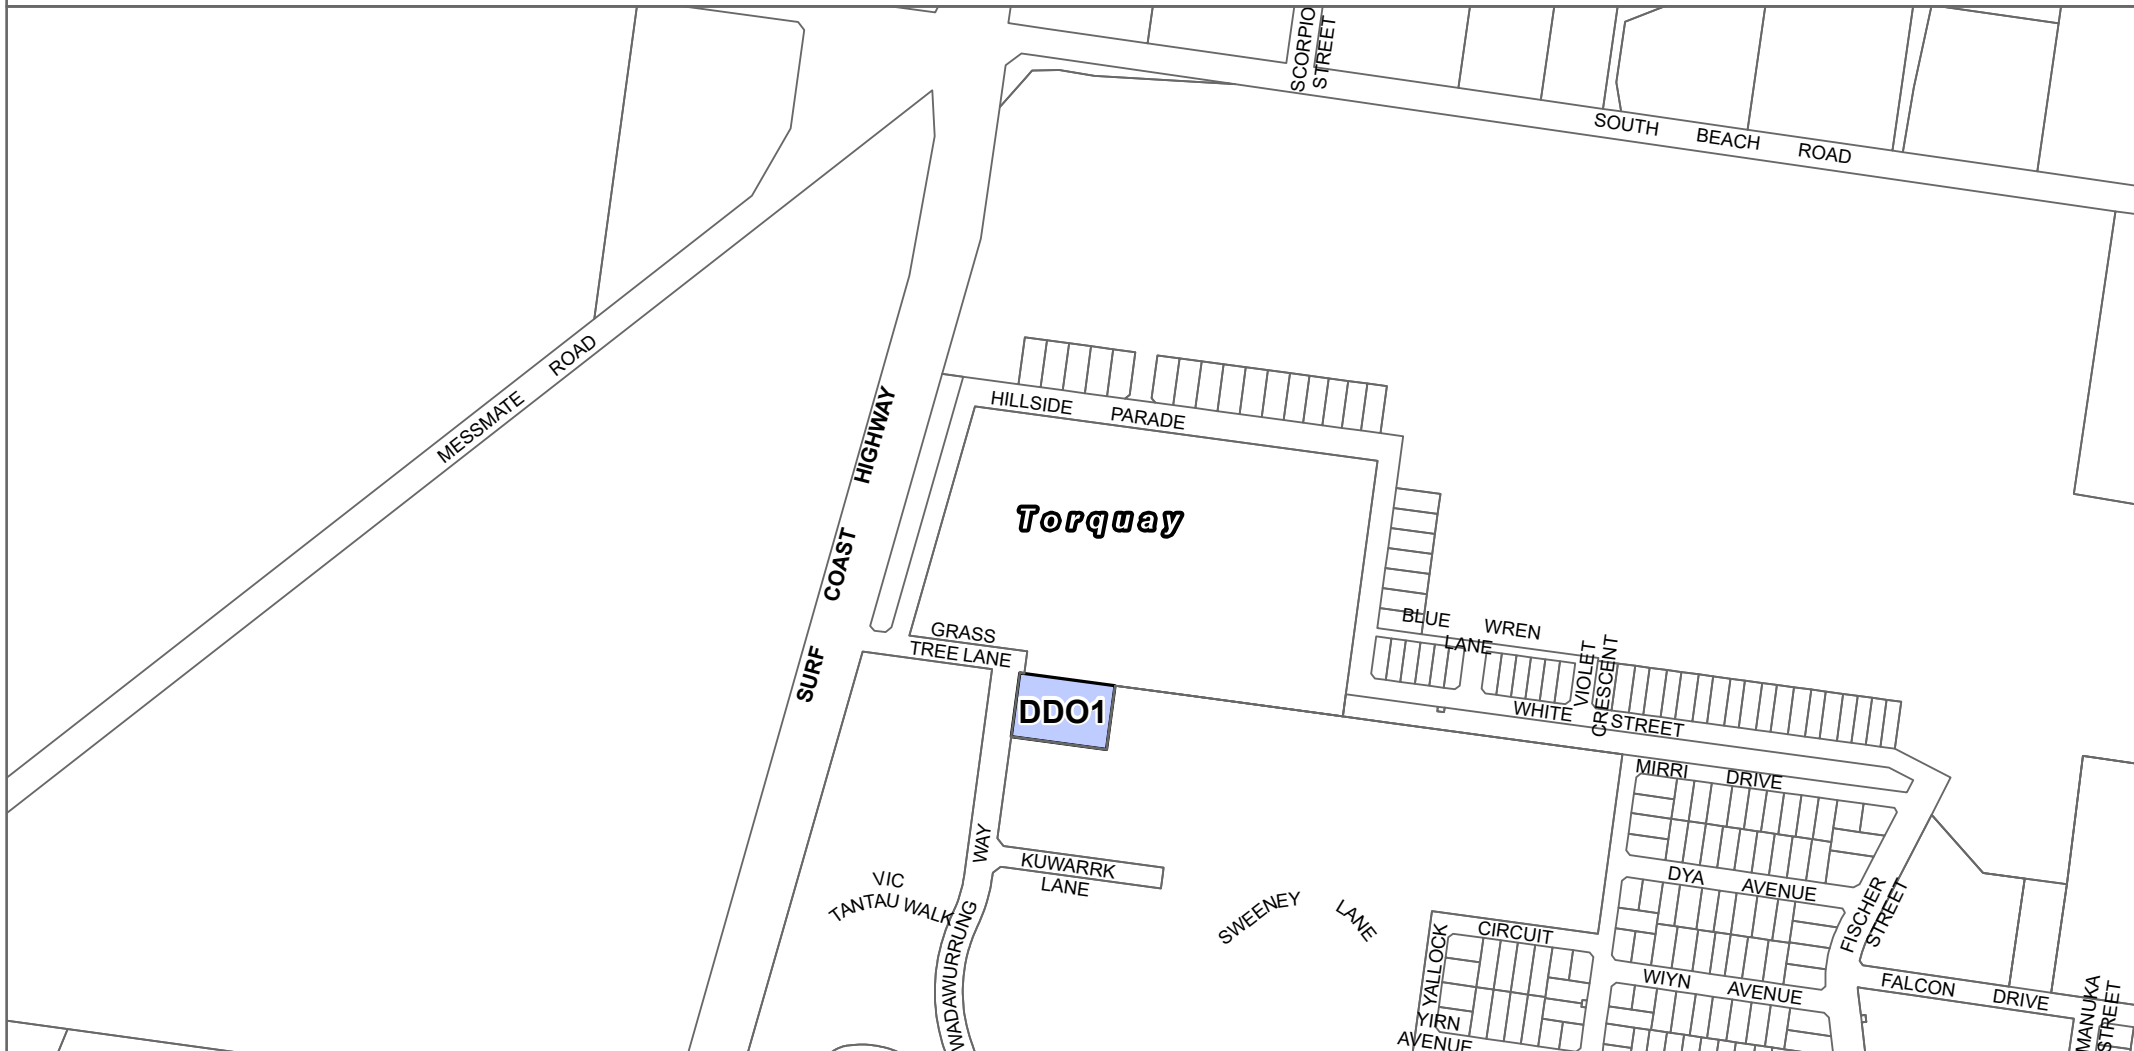 SCORPIO
STREET
SOUTH BEACH ROAD
MESSMATE ROAD
SURF COAST HIGHWAY
HILLSIDE PARADE
Torquay
GRASS
TREE LANE
BLUE WREN
LANE
VIOLET
CRESCENT
DDO1
WHITE STREET
MIRRI DRIVE
WAY
KUWARRK
LANE
VIC
TANTAU WALK
WADAWURRUNG
SWEENEY LANE
DYA AVENUE
FISCHER
STREET
CIRCUIT
YALLOCK
WIYN AVENUE
FALCON DRIVE
YIRN
AVENUE
MANUKA
STREET